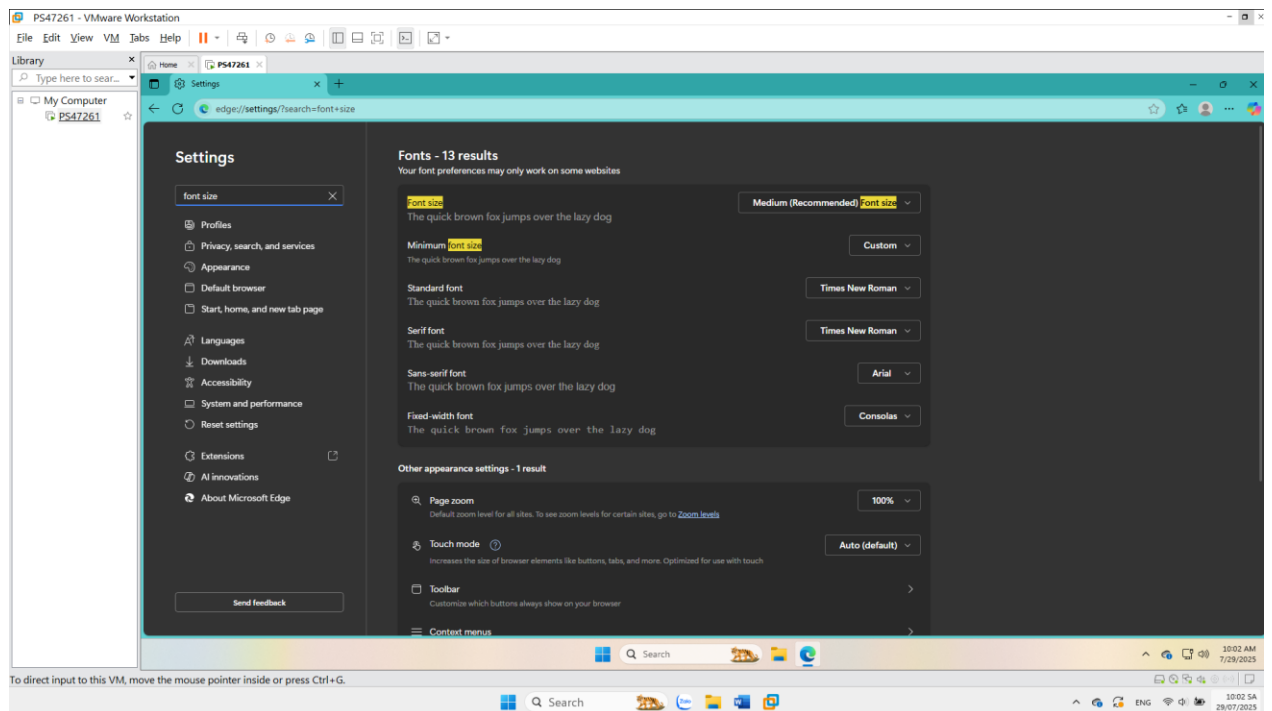 PS47261 - VMware Workstation
File Edit View VM Tabs Help
Library
Type here to sear...
My Computer
PS47261
Home
PS47261
Settings
edge://settings/?search=font+size
Settings
font size
Profiles
Privacy, search, and services
Appearance
Default browser
Start, home, and new tab page
Languages
Downloads
Accessibility
System and performance
Reset settings
Extensions
AI innovations
About Microsoft Edge
Send feedback
Fonts - 13 results
Your font preferences may only work on some websites
Font size
Medium (Recommended) Font size
The quick brown fox jumps over the lazy dog
Minimum font size
Custom
The quick brown fox jumps over the lazy dog
Standard font
Times New Roman
The quick brown fox jumps over the lazy dog
Serif font
Times New Roman
The quick brown fox jumps over the lazy dog
Sans-serif font
Arial
The quick brown fox jumps over the lazy dog
Fixed-width font
Consolas
The quick brown fox jumps over the lazy dog
Other appearance settings - 1 result
Page zoom
100%
Default zoom level for all sites. To see zoom levels for certain sites, go to Zoom levels
Touch mode
Auto (default)
Increases the size of browser elements like buttons, tabs, and more. Optimized for use with touch
Toolbar
Customize which buttons always show on your browser
Context menus
Search
10:02 AM
7/29/2025
To direct input to this VM, move the mouse pointer inside or press Ctrl+G.
Search
Zalo
ENG
10:02 SA
29/07/2025